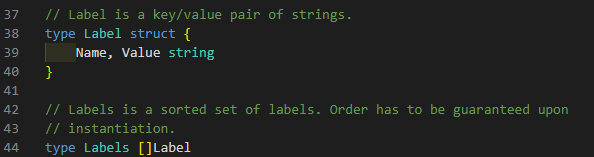 37 // Label is a key/value pair of strings.
38 type Label struct {
39     Name, Value string
40 }
41
42 // Labels is a sorted set of labels. Order has to be guaranteed upon
43 // instantiation.
44 type Labels []Label